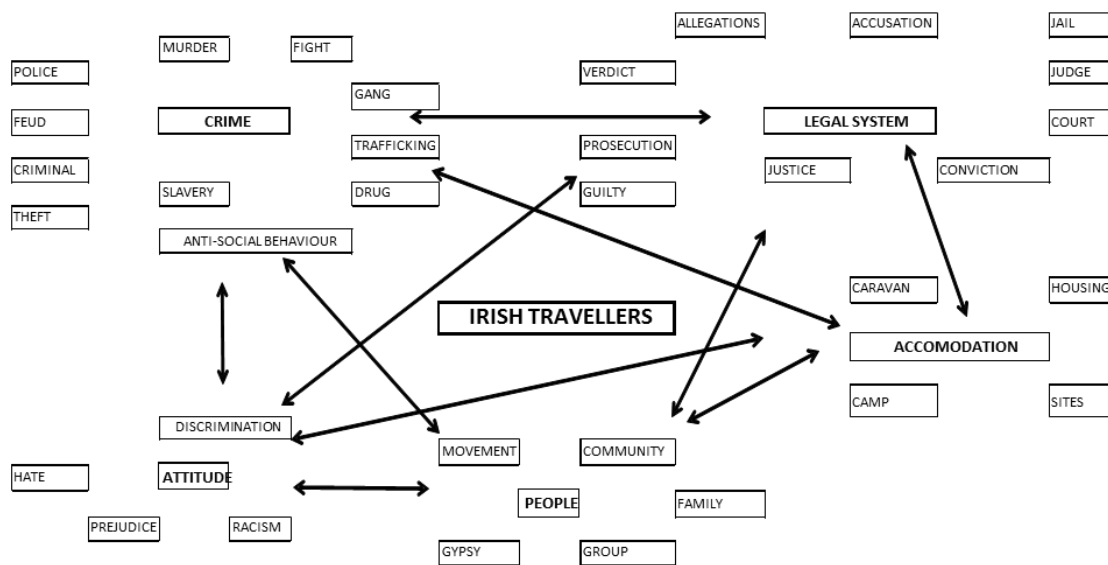 ALLEGATIONS
ACCUSATION
JAIL
MURDER
FIGHT
POLICE
VERDICT
JUDGE
GANG
FEUD
CRIME
LEGAL SYSTEM
COURT
TRAFFICKING
PROSECUTION
CRIMINAL
JUSTICE
CONVICTION
SLAVERY
DRUG
GUILTY
THEFT
ANTI-SOCIAL BEHAVIOUR
CARAVAN
HOUSING
IRISH TRAVELLERS
ACCOMODATION
CAMP
SITES
DISCRIMINATION
MOVEMENT
COMMUNITY
HATE
ATTITUDE
PEOPLE
FAMILY
PREJUDICE
RACISM
GYPSY
GROUP